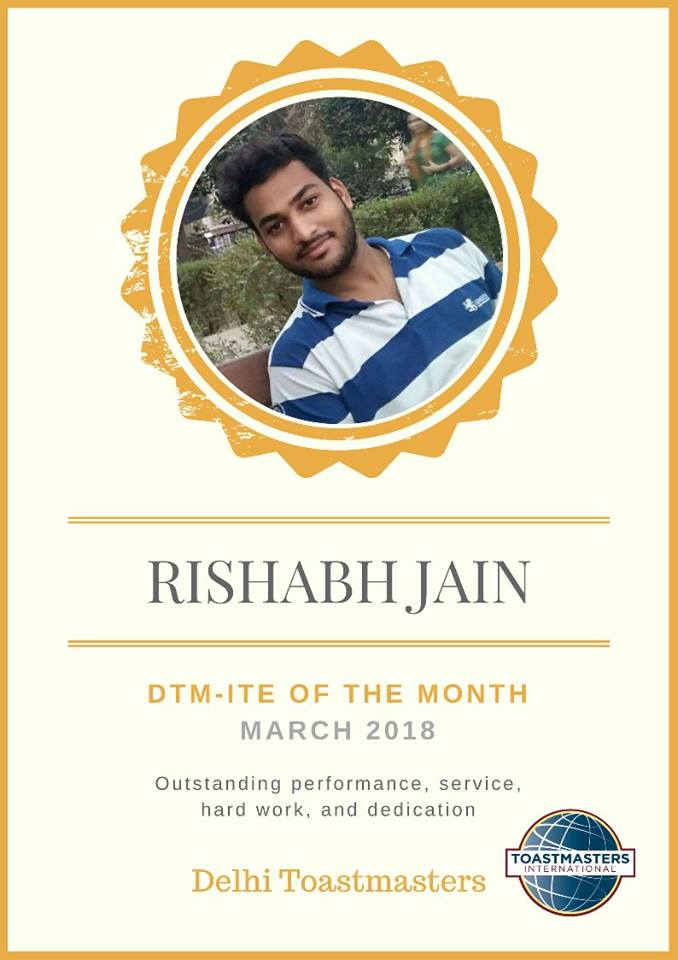 RISHABH JAIN
DTM-ITE OF THE MONTH
MARCH 2018
Outstanding performance, service,
hard work, and dedication
Delhi Toastmasters
TOASTMASTERS
INTERNATIONAL